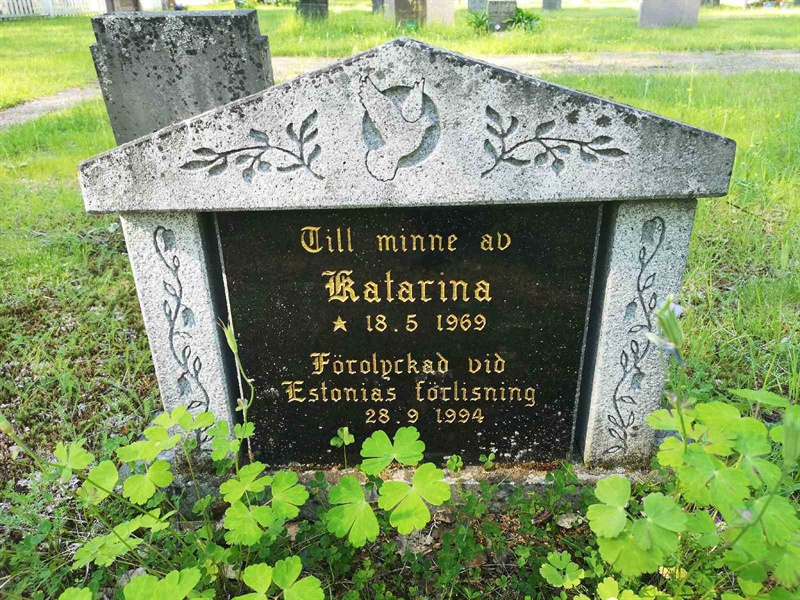 Till minne av
Katarina
★ 18.5 1969
Förolyckad vid
Estonias förlisning
28.9 1994